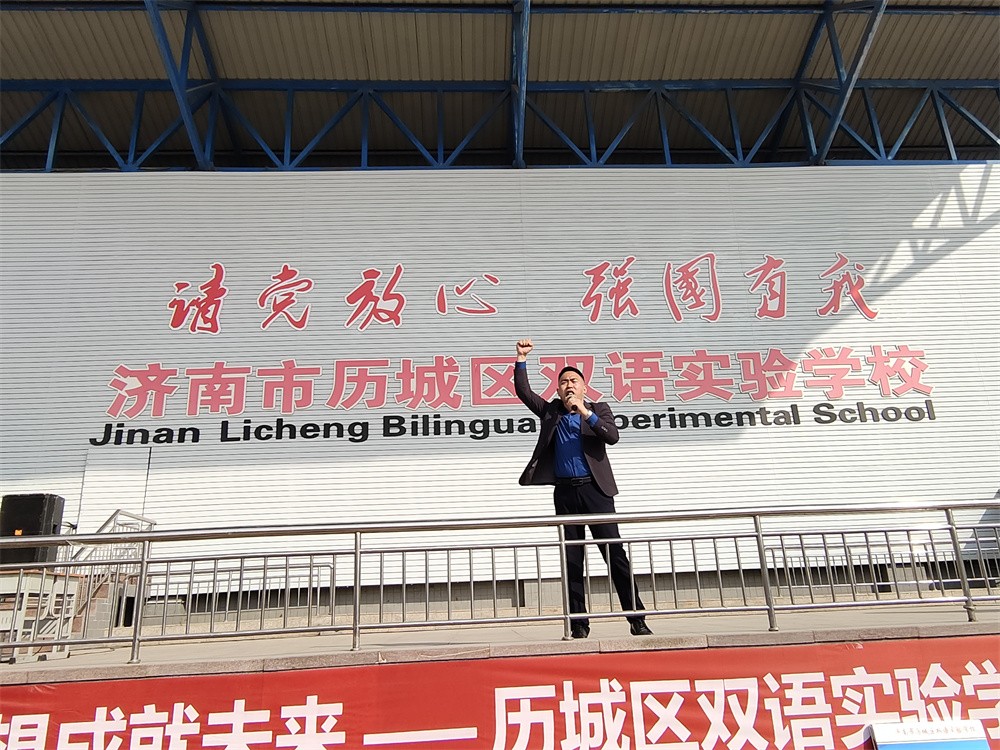 请党放心 强国有我
济南市历城区双语实验学校
Jinan Licheng Bilingua perimental School
想成就未来——历城区双语实验学